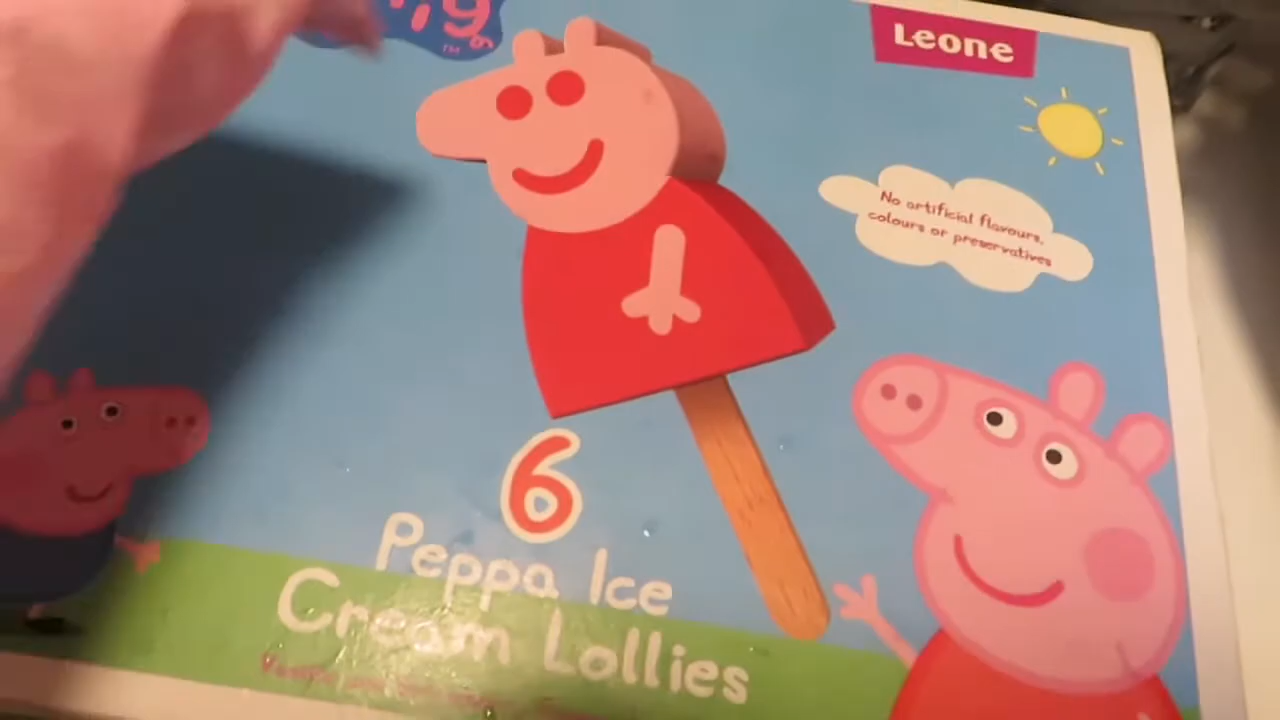 Leone
No artificial flavours,
colours or preservatives
6
Peppa Ice
Cream Lollies